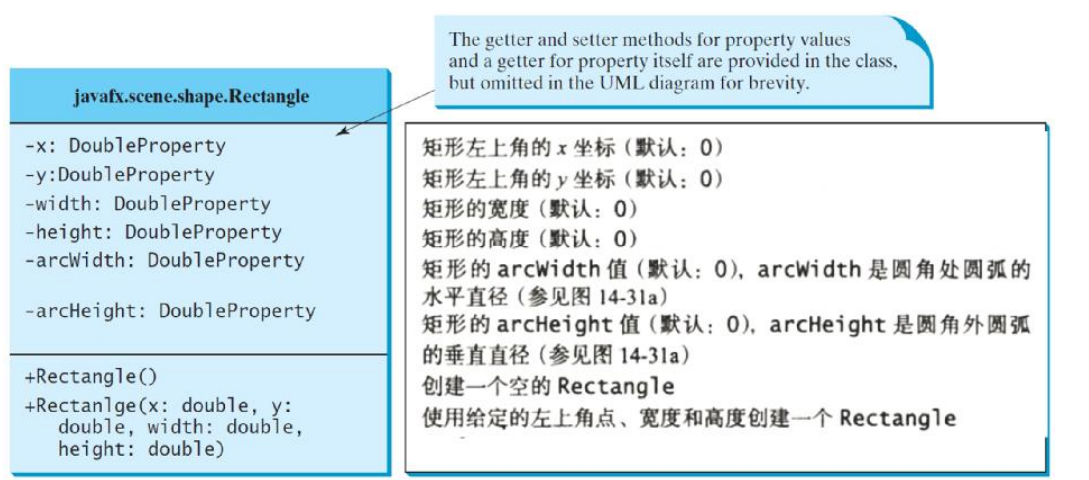 The getter and setter methods for property values
and a getter for property itself are provided in the class,
but omitted in the UML diagram for brevity.
javafx.scene.shape.Rectangle
-x: DoubleProperty
-y:DoubleProperty
-width: DoubleProperty
-height: DoubleProperty
-arcWidth: DoubleProperty
-arcHeight: DoubleProperty
+Rectangle()
+Rectanlge(x: double, y:
double, width: double,
height: double)
矩形左上角的 x 坐标（默认：0）
矩形左上角的 y 坐标（默认：0）
矩形的宽度（默认：0）
矩形的高度（默认：0）
矩形的 arcWidth 值（默认：0），arcWidth 是圆角处圆弧的
水平直径（参见图 14-31a）
矩形的 arcHeight 值（默认：0），arcHeight 是圆角外圆弧
的垂直直径（参见图 14-31a）
创建一个空的 Rectangle
使用给定的左上角点、宽度和高度创建一个 Rectangle